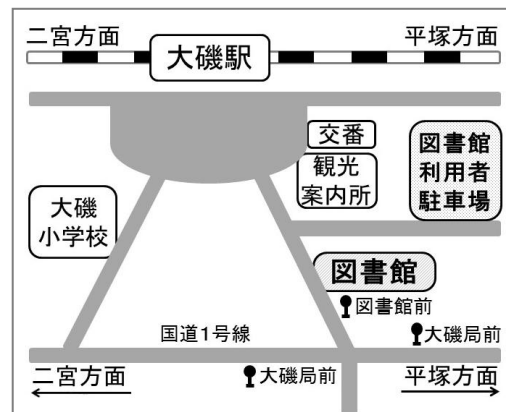 二宮方面
平塚方面
大磯駅
交番
観光
案内所
図書館
利用者
駐車場
大磯
小学校
図書館
図書館前
国道1号線
大磯局前
大磯局前
二宮方面
平塚方面